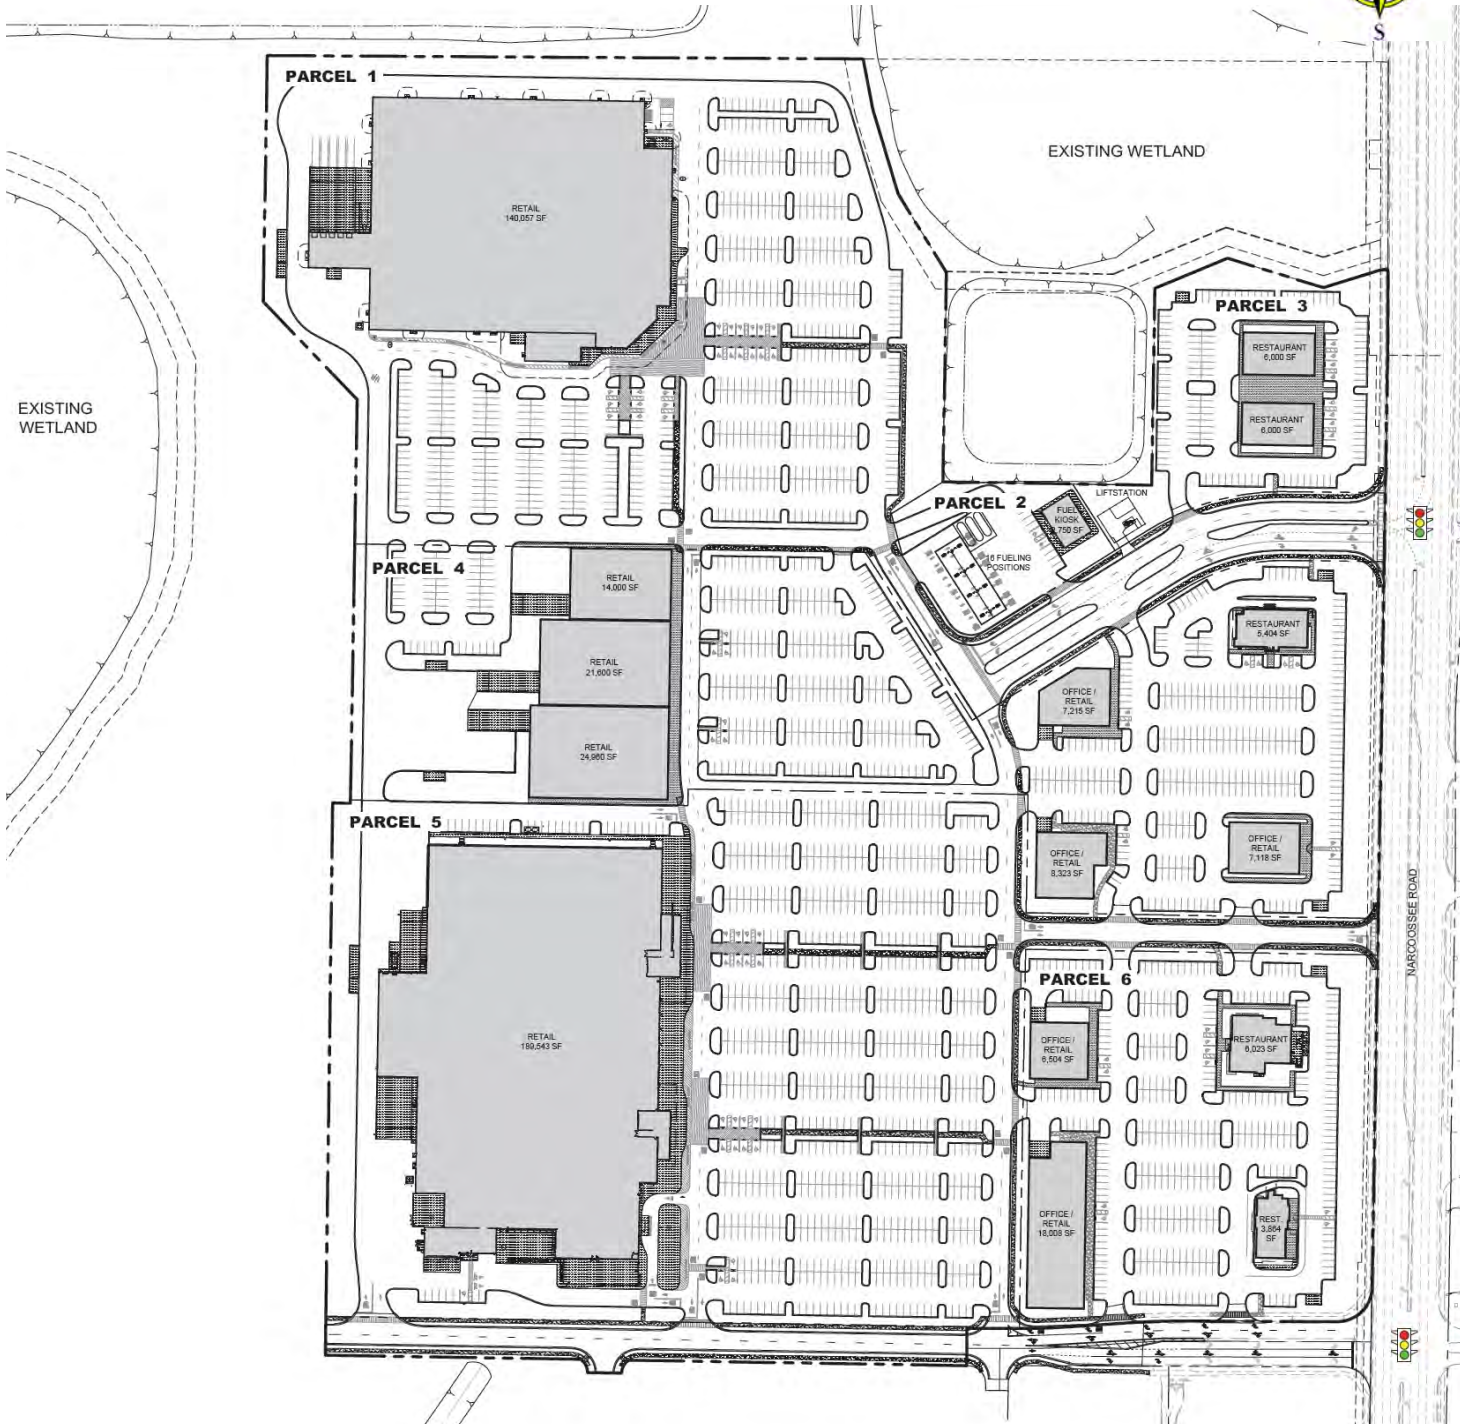 S
PARCEL 1
EXISTING WETLAND
RETAIL
140,057 SF
PARCEL 3
RESTAURANT
6,000 SF
RESTAURANT
6,000 SF
EXISTING
WETLAND
LIFTSTATION
PARCEL 2
FUEL
KIOSK
16 FUELING
POSITIONS
PARCEL 4
RETAIL
14,000 SF
RESTAURANT
5,404 SF
RETAIL
21,600 SF
OFFICE /
RETAIL
7,215 SF
RETAIL
24,960 SF
PARCEL 5
OFFICE /
RETAIL
7,118 SF
OFFICE /
RETAIL
8,323 SF
NARCOOSSEE ROAD
PARCEL 6
RETAIL
189,543 SF
OFFICE /
RETAIL
6,504 SF
RESTAURANT
6,023 SF
OFFICE /
RETAIL
18,008 SF
REST.
3,864
SF